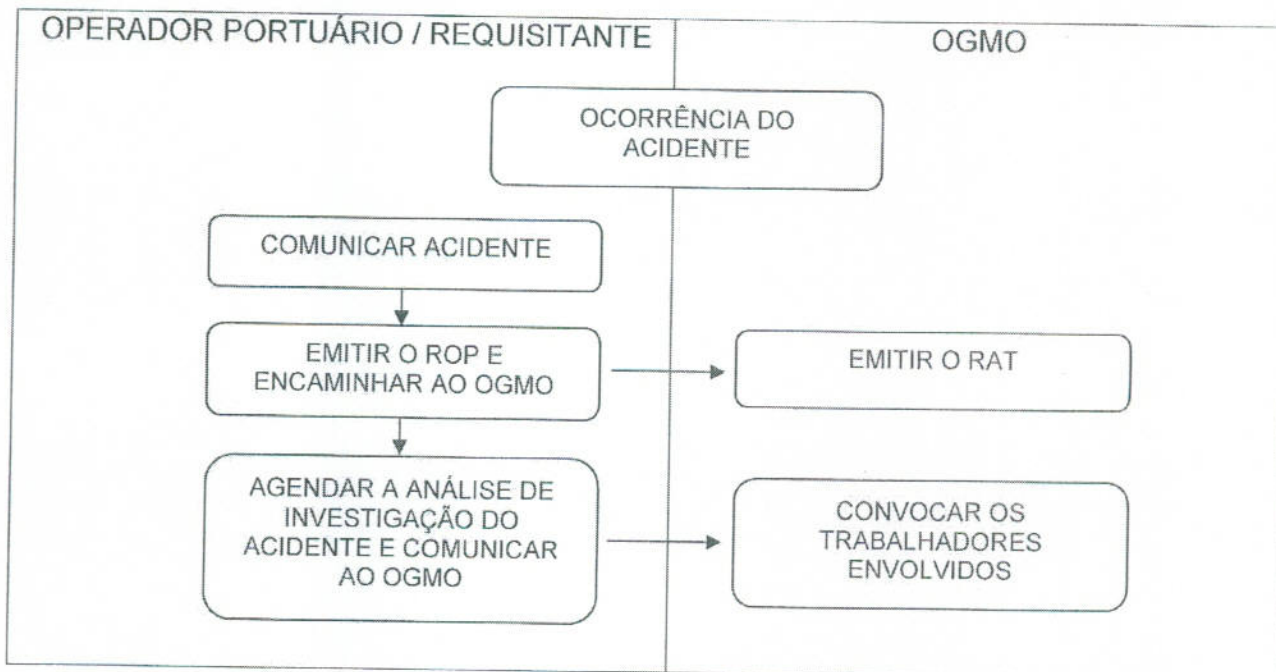 OPERADOR PORTUÁRIO / REQUISITANTE
OGMO
OCORRÊNCIA DO
ACIDENTE
COMUNICAR ACIDENTE
EMITIR O ROP E
ENCAMINHAR AO OGMO
EMITIR O RAT
AGENDAR A ANÁLISE DE
INVESTIGAÇÃO DO
ACIDENTE E COMUNICAR
AO OGMO
CONVOCAR OS
TRABALHADORES
ENVOLVIDOS